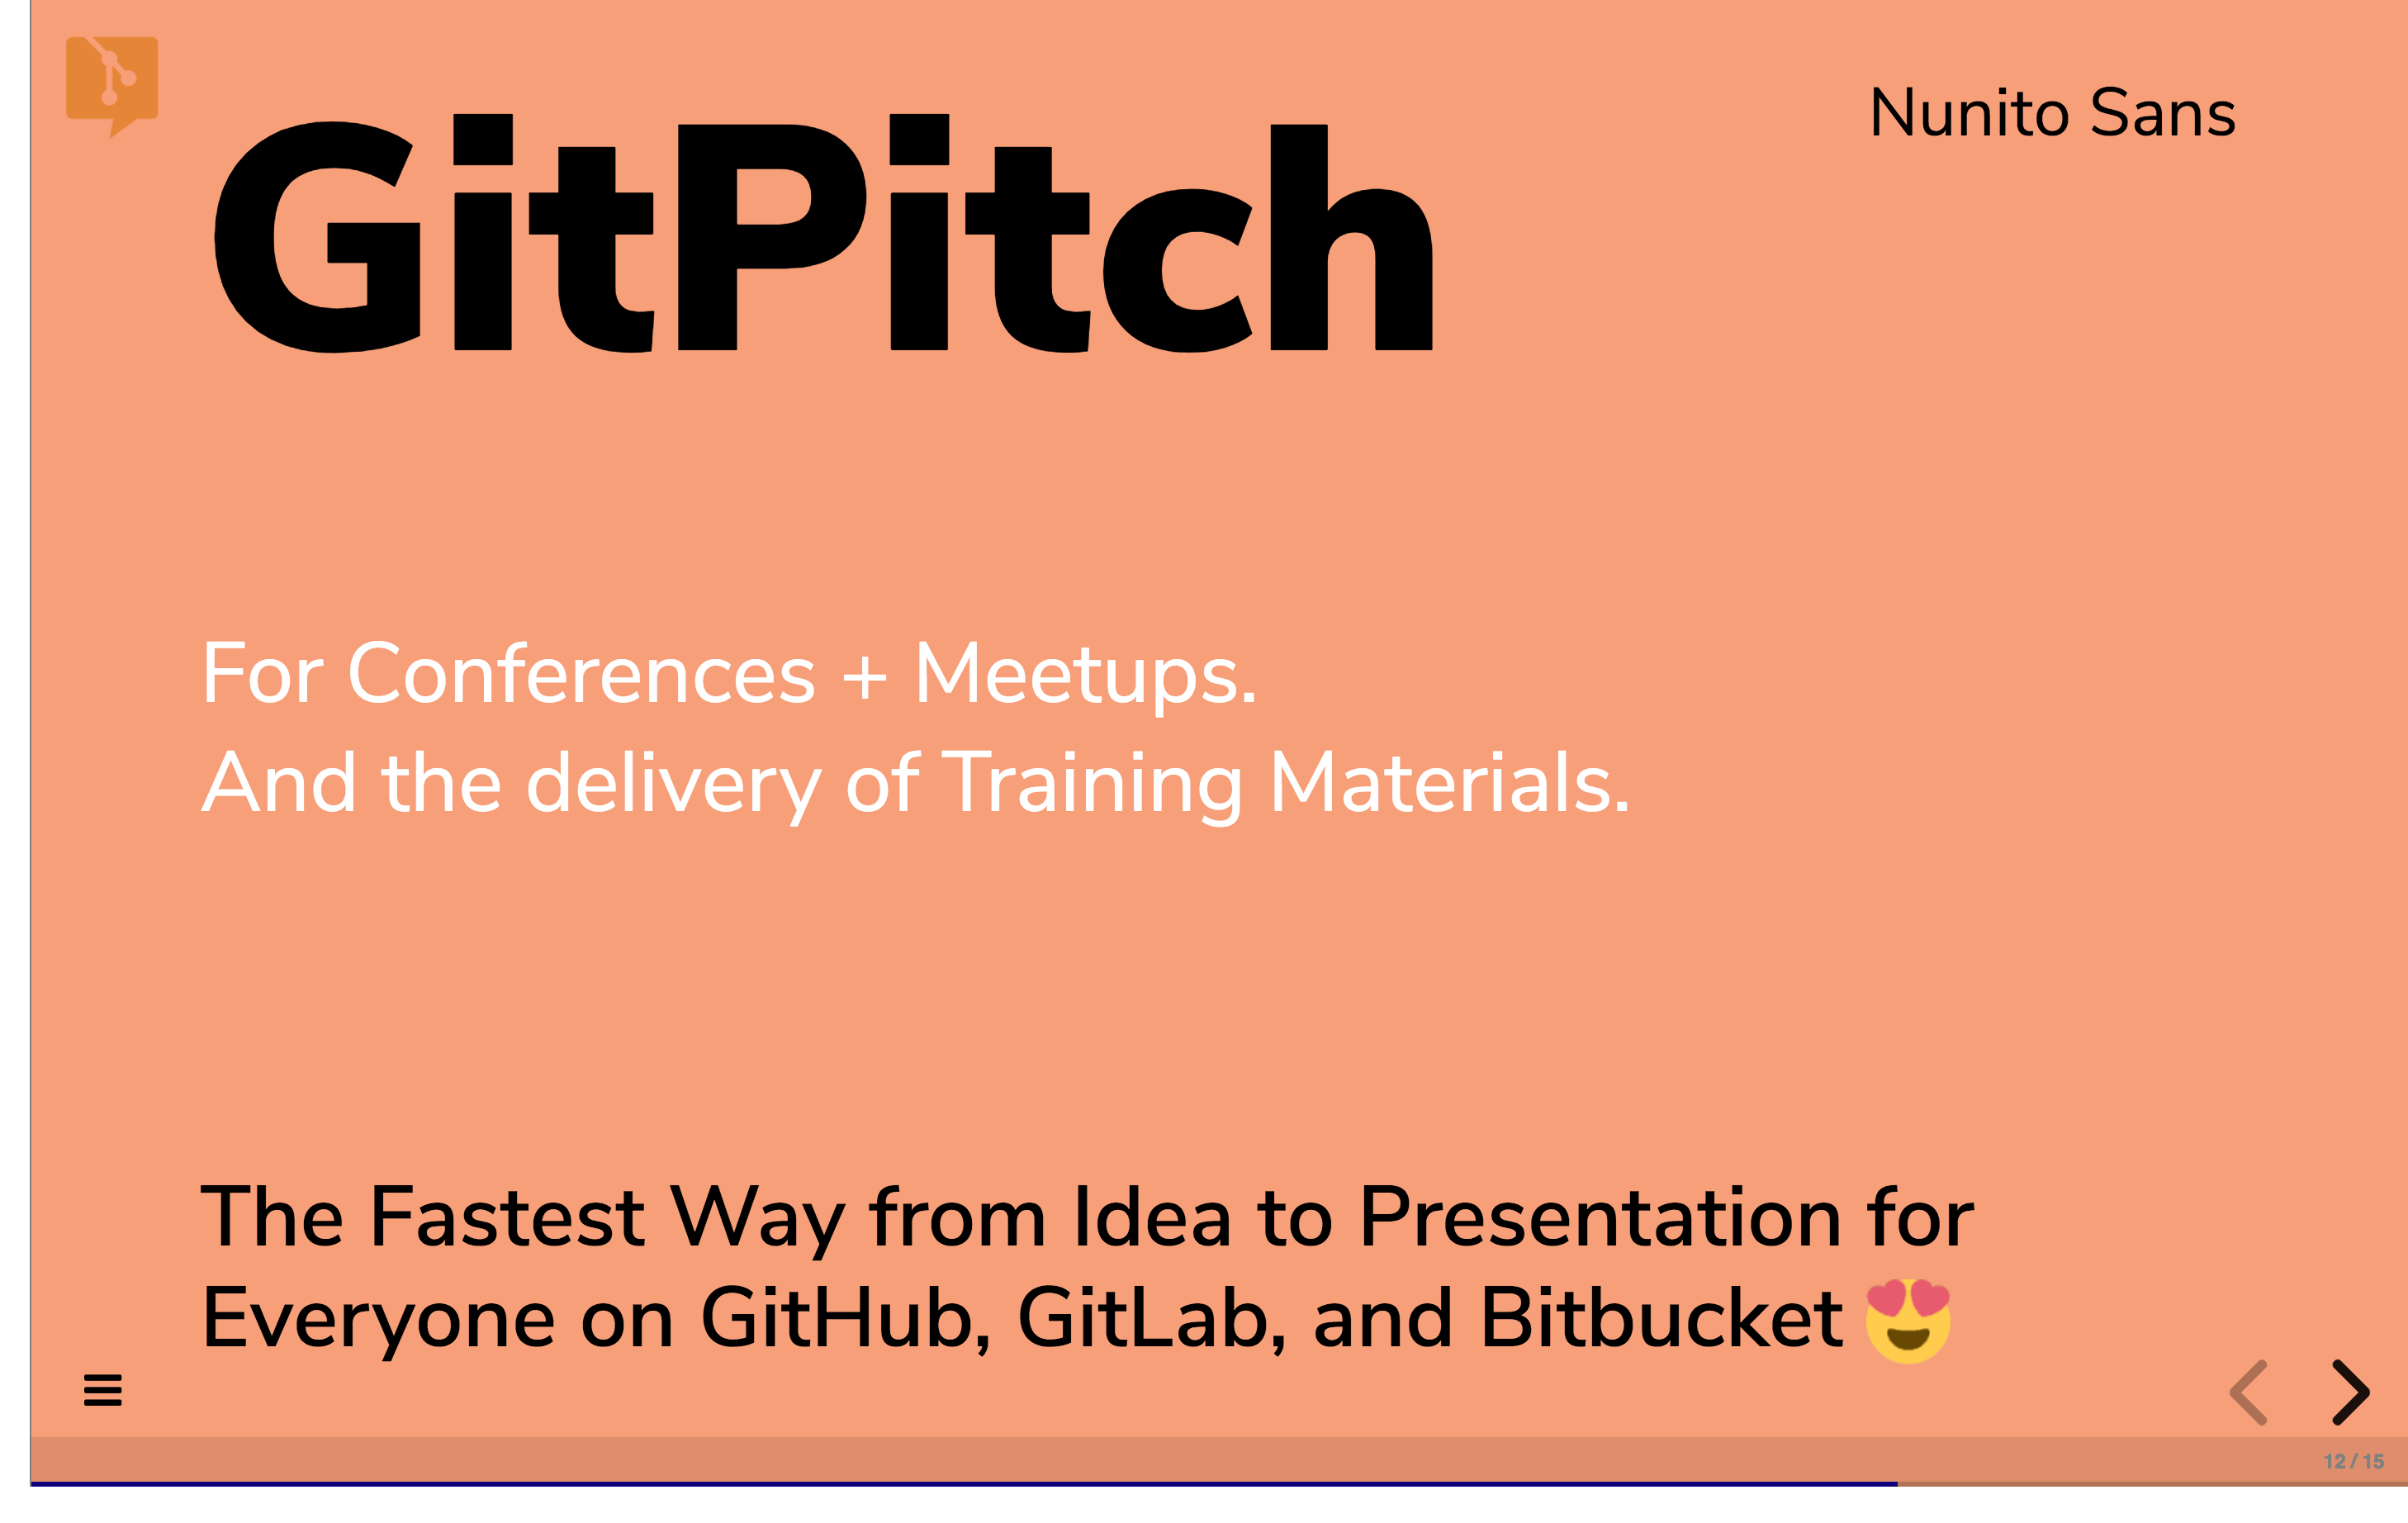 Nunito Sans
GitPitch
For Conferences + Meetups.
And the delivery of Training Materials.
The Fastest Way from Idea to Presentation for
Everyone on GitHub, GitLab, and Bitbucket 😍
12 / 15